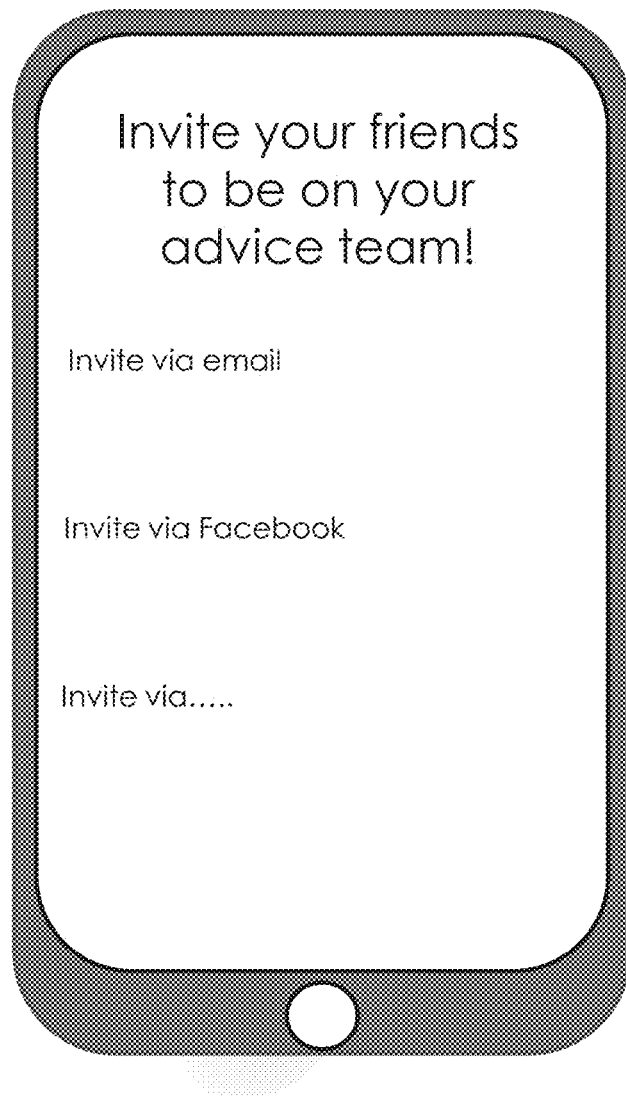 Invite your friends
to be on your
advice team!
Invite via email
Invite via Facebook
Invite via.....